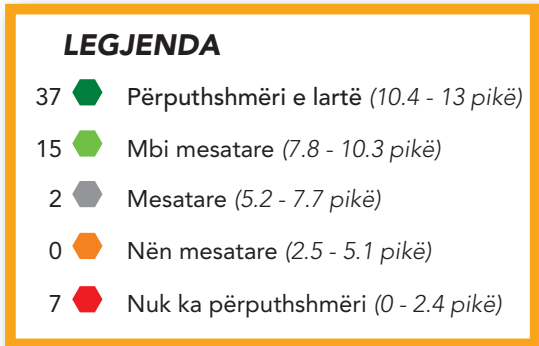 LEGJENDA
37 Përputhshmëri e lartë (10.4 - 13 pikë)
15 Mbi mesatare (7.8 - 10.3 pikë)
2 Mesatare (5.2 - 7.7 pikë)
0 Nën mesatare (2.5 - 5.1 pikë)
7 Nuk ka përputhshmëri (0 - 2.4 pikë)